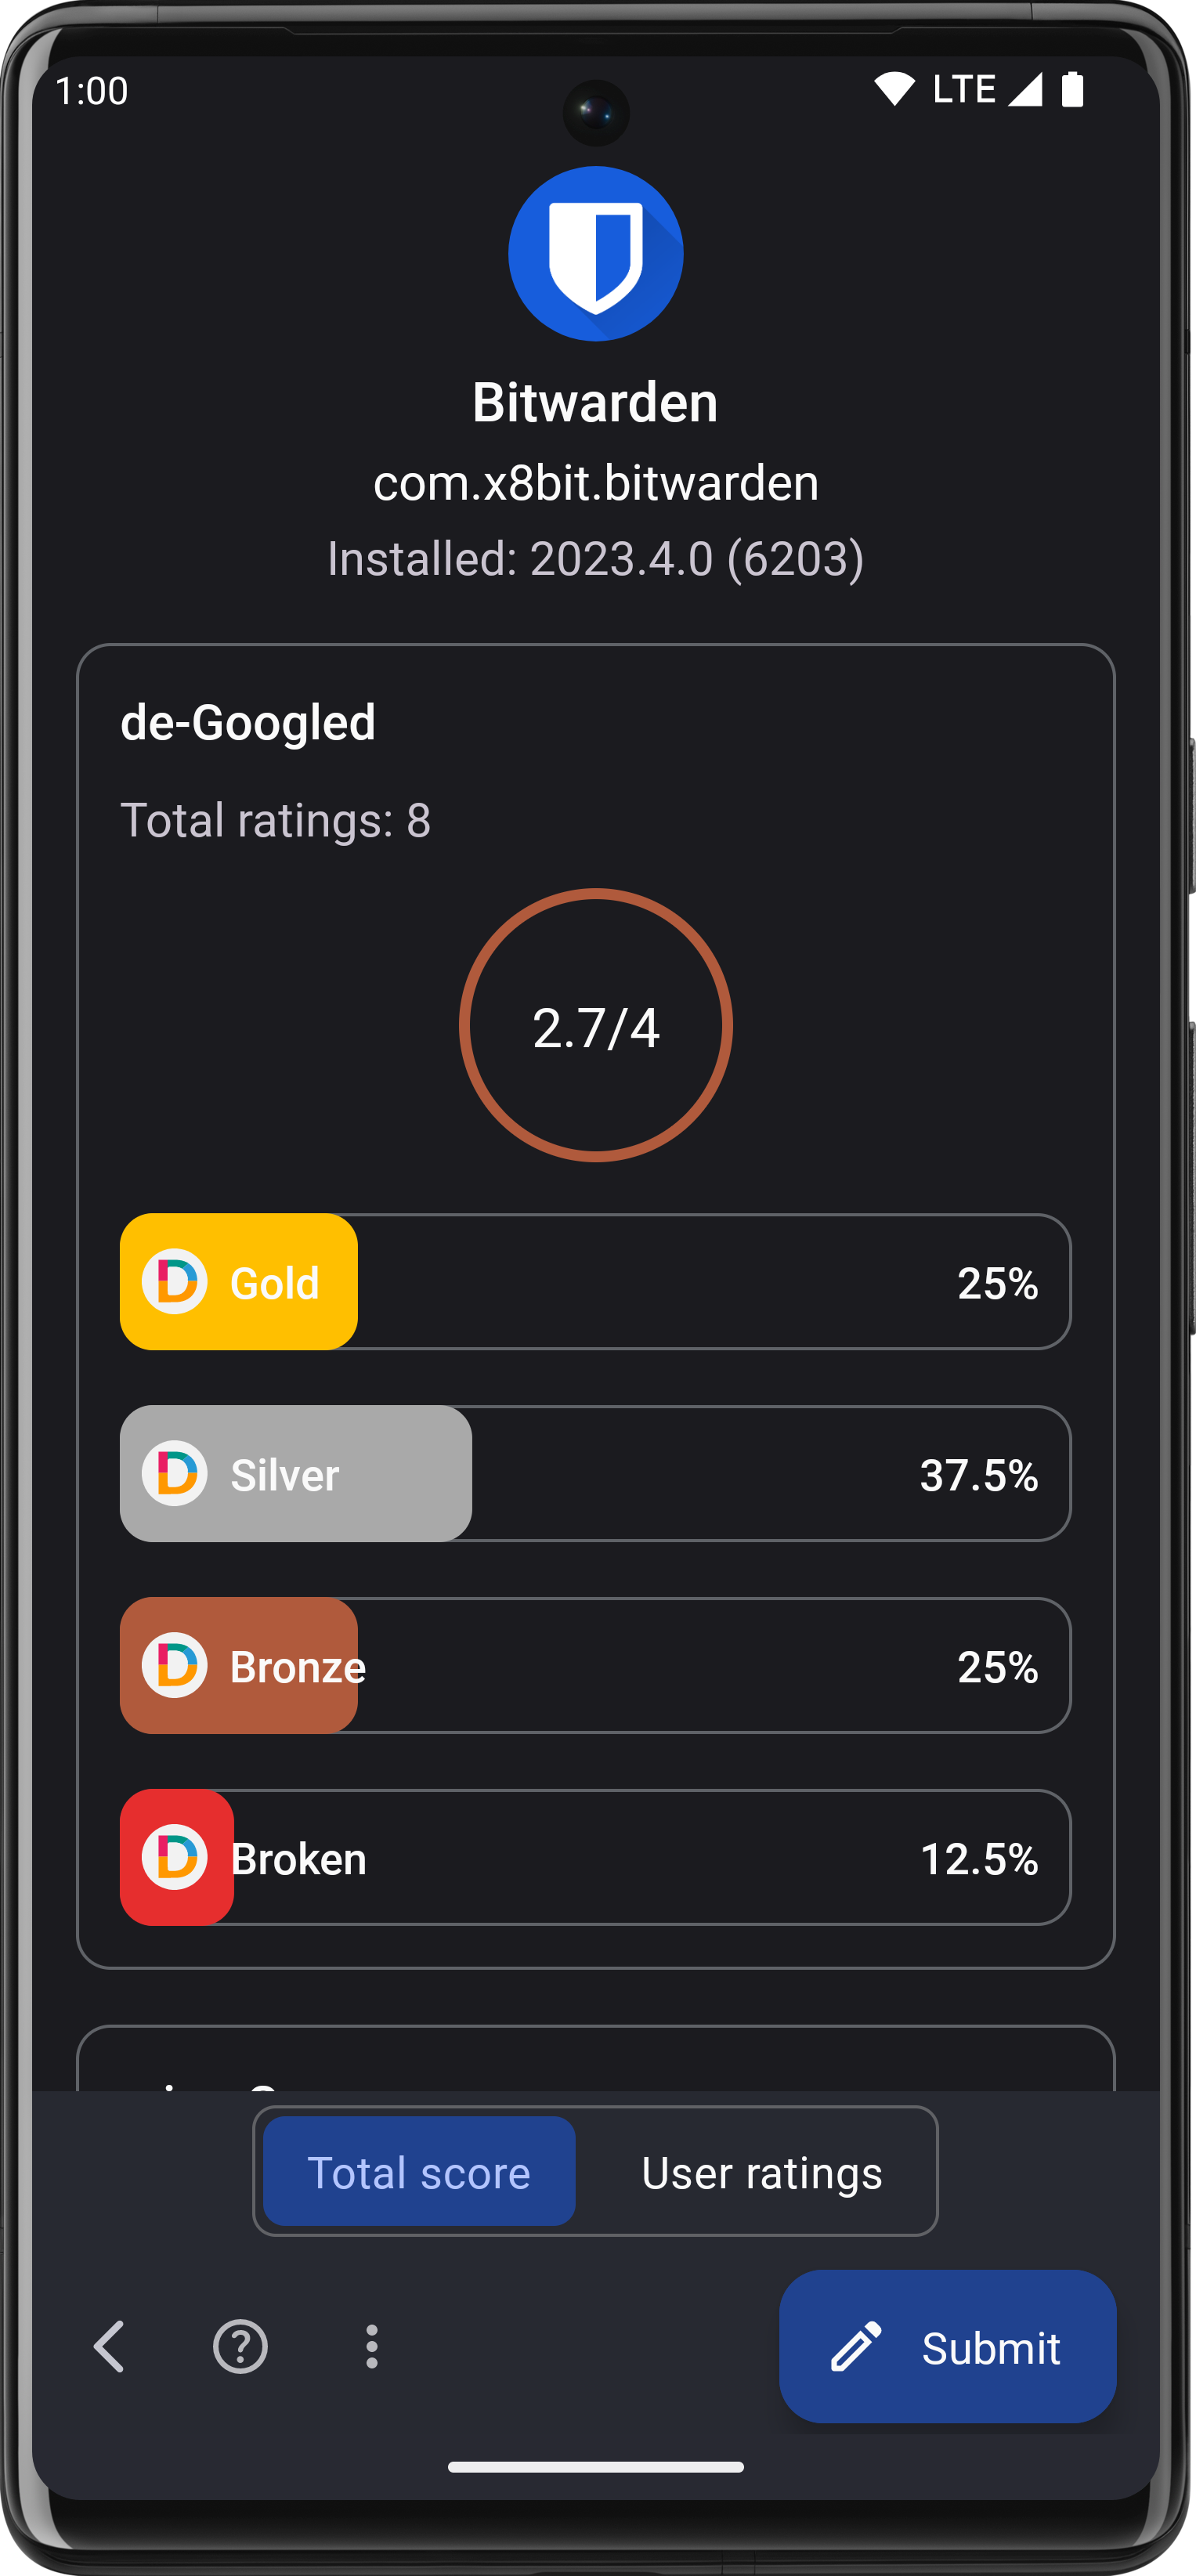 1:00 LTE
Bitwarden
com.x8bit.bitwarden
Installed: 2023.4.0 (6203)
de-Googled
Total ratings: 8
2.7/4
D Gold 25%
D Silver 37.5%
D Bronze 25%
D Broken 12.5%
Total score User ratings
? Submit